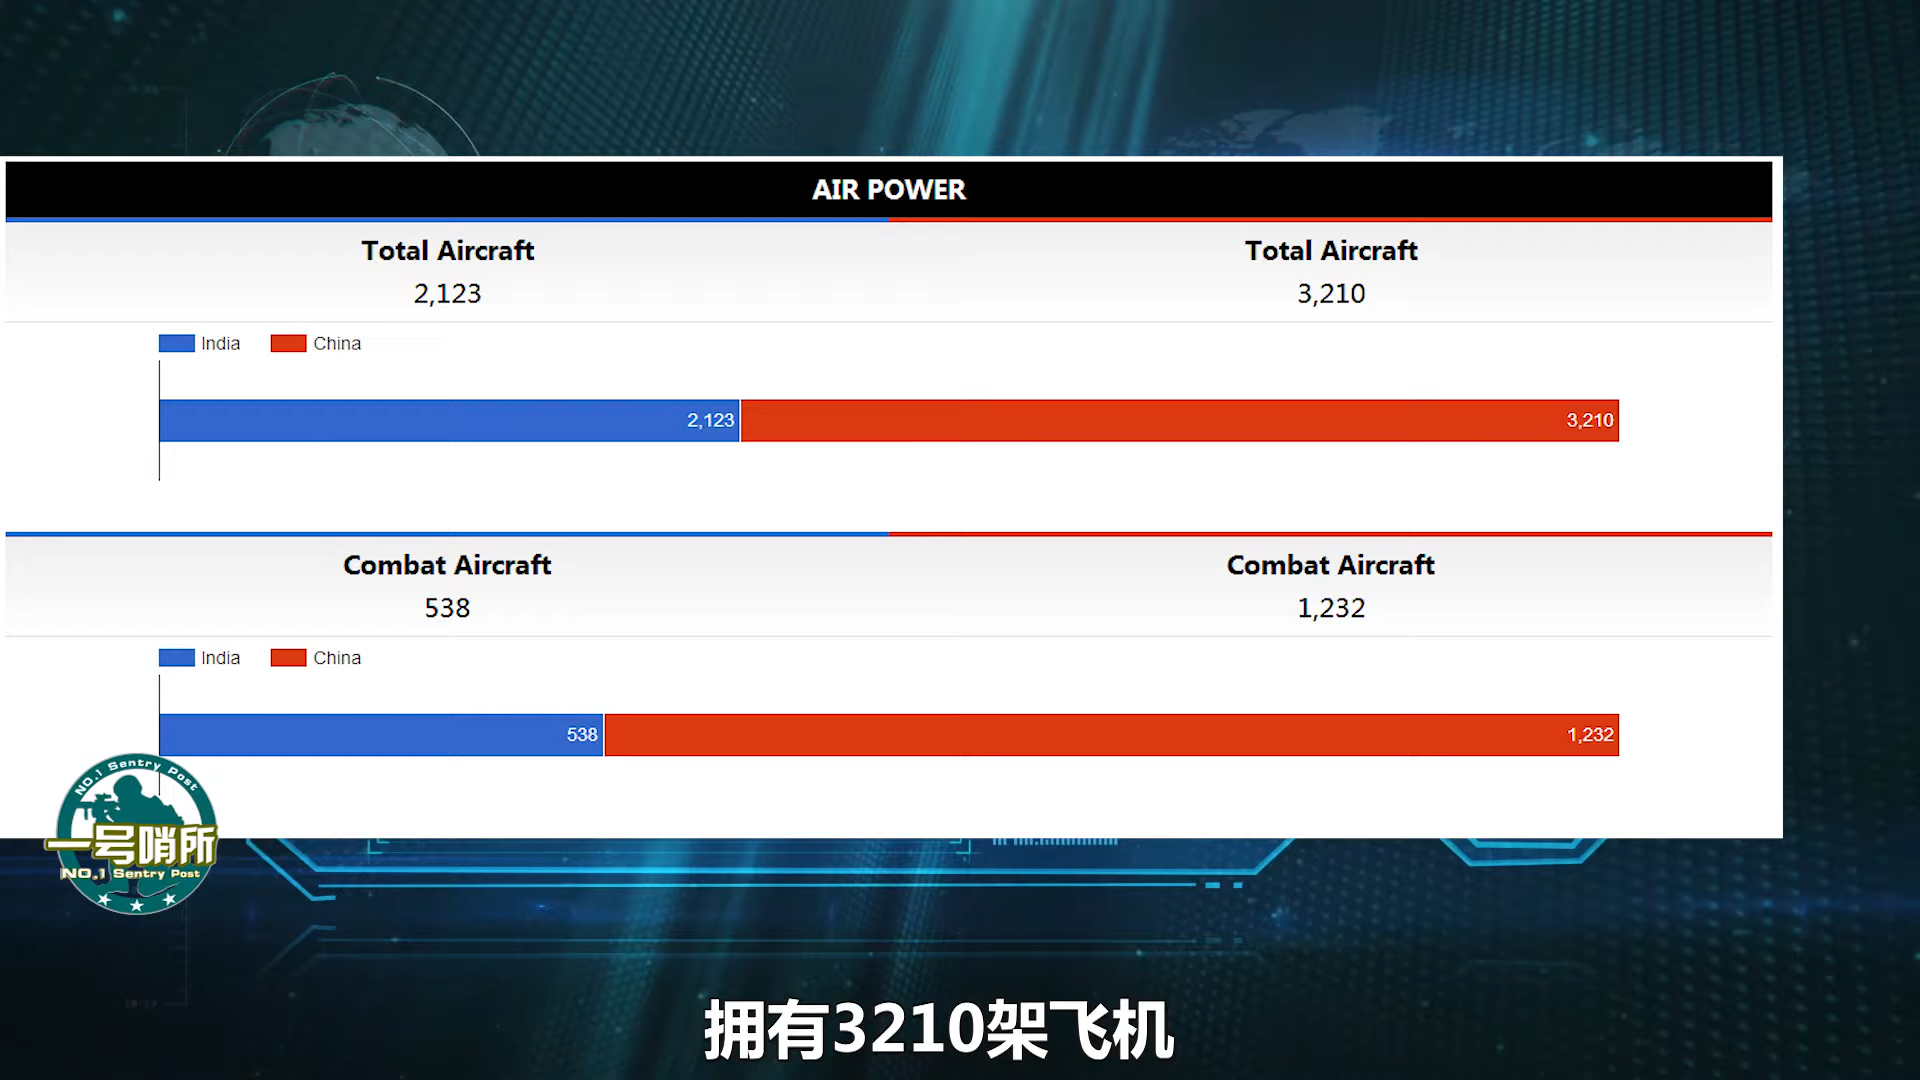 AIR POWER
Total Aircraft
2,123
Total Aircraft
3,210
India
China
2,123
3,210
Combat Aircraft
538
Combat Aircraft
1,232
India
China
538
1,232
NO.1 Sentry Post
一号哨所
NO.1 Sentry Post
拥有3210架飞机